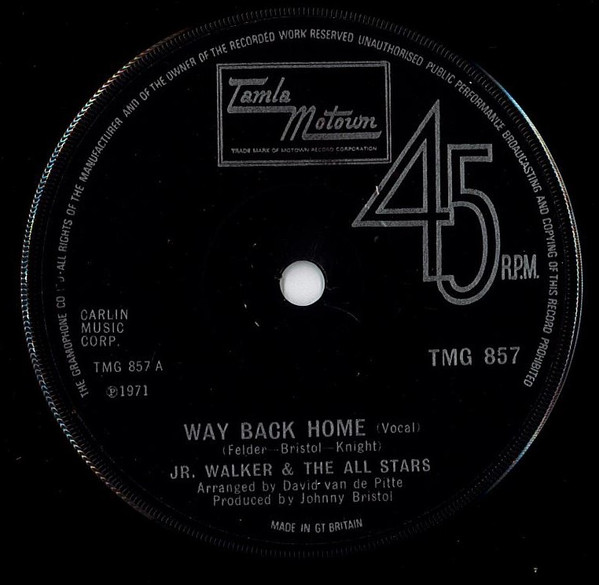 THE GRAMOPHONE CO LTD. ALL RIGHTS OF THE MANUFACTURER AND OF THE OWNER OF THE RECORDED WORK RESERVED UNAUTHORISED PUBLIC PERFORMANCE BROADCASTING AND COPYING OF THIS RECORD PROHIBITED
Tamla
Motown
TRADE MARK OF MOTOWN RECORD CORPORATION
45
R.P.M.
CARLIN
MUSIC
CORP.
TMG 857
TMG 857 A
℗1971
WAY BACK HOME (Vocal)
(Felder-Bristol-Knight)
JR. WALKER & THE ALL STARS
Arranged by David van de Pitte
Produced by Johnny Bristol
MADE IN GT BRITAIN